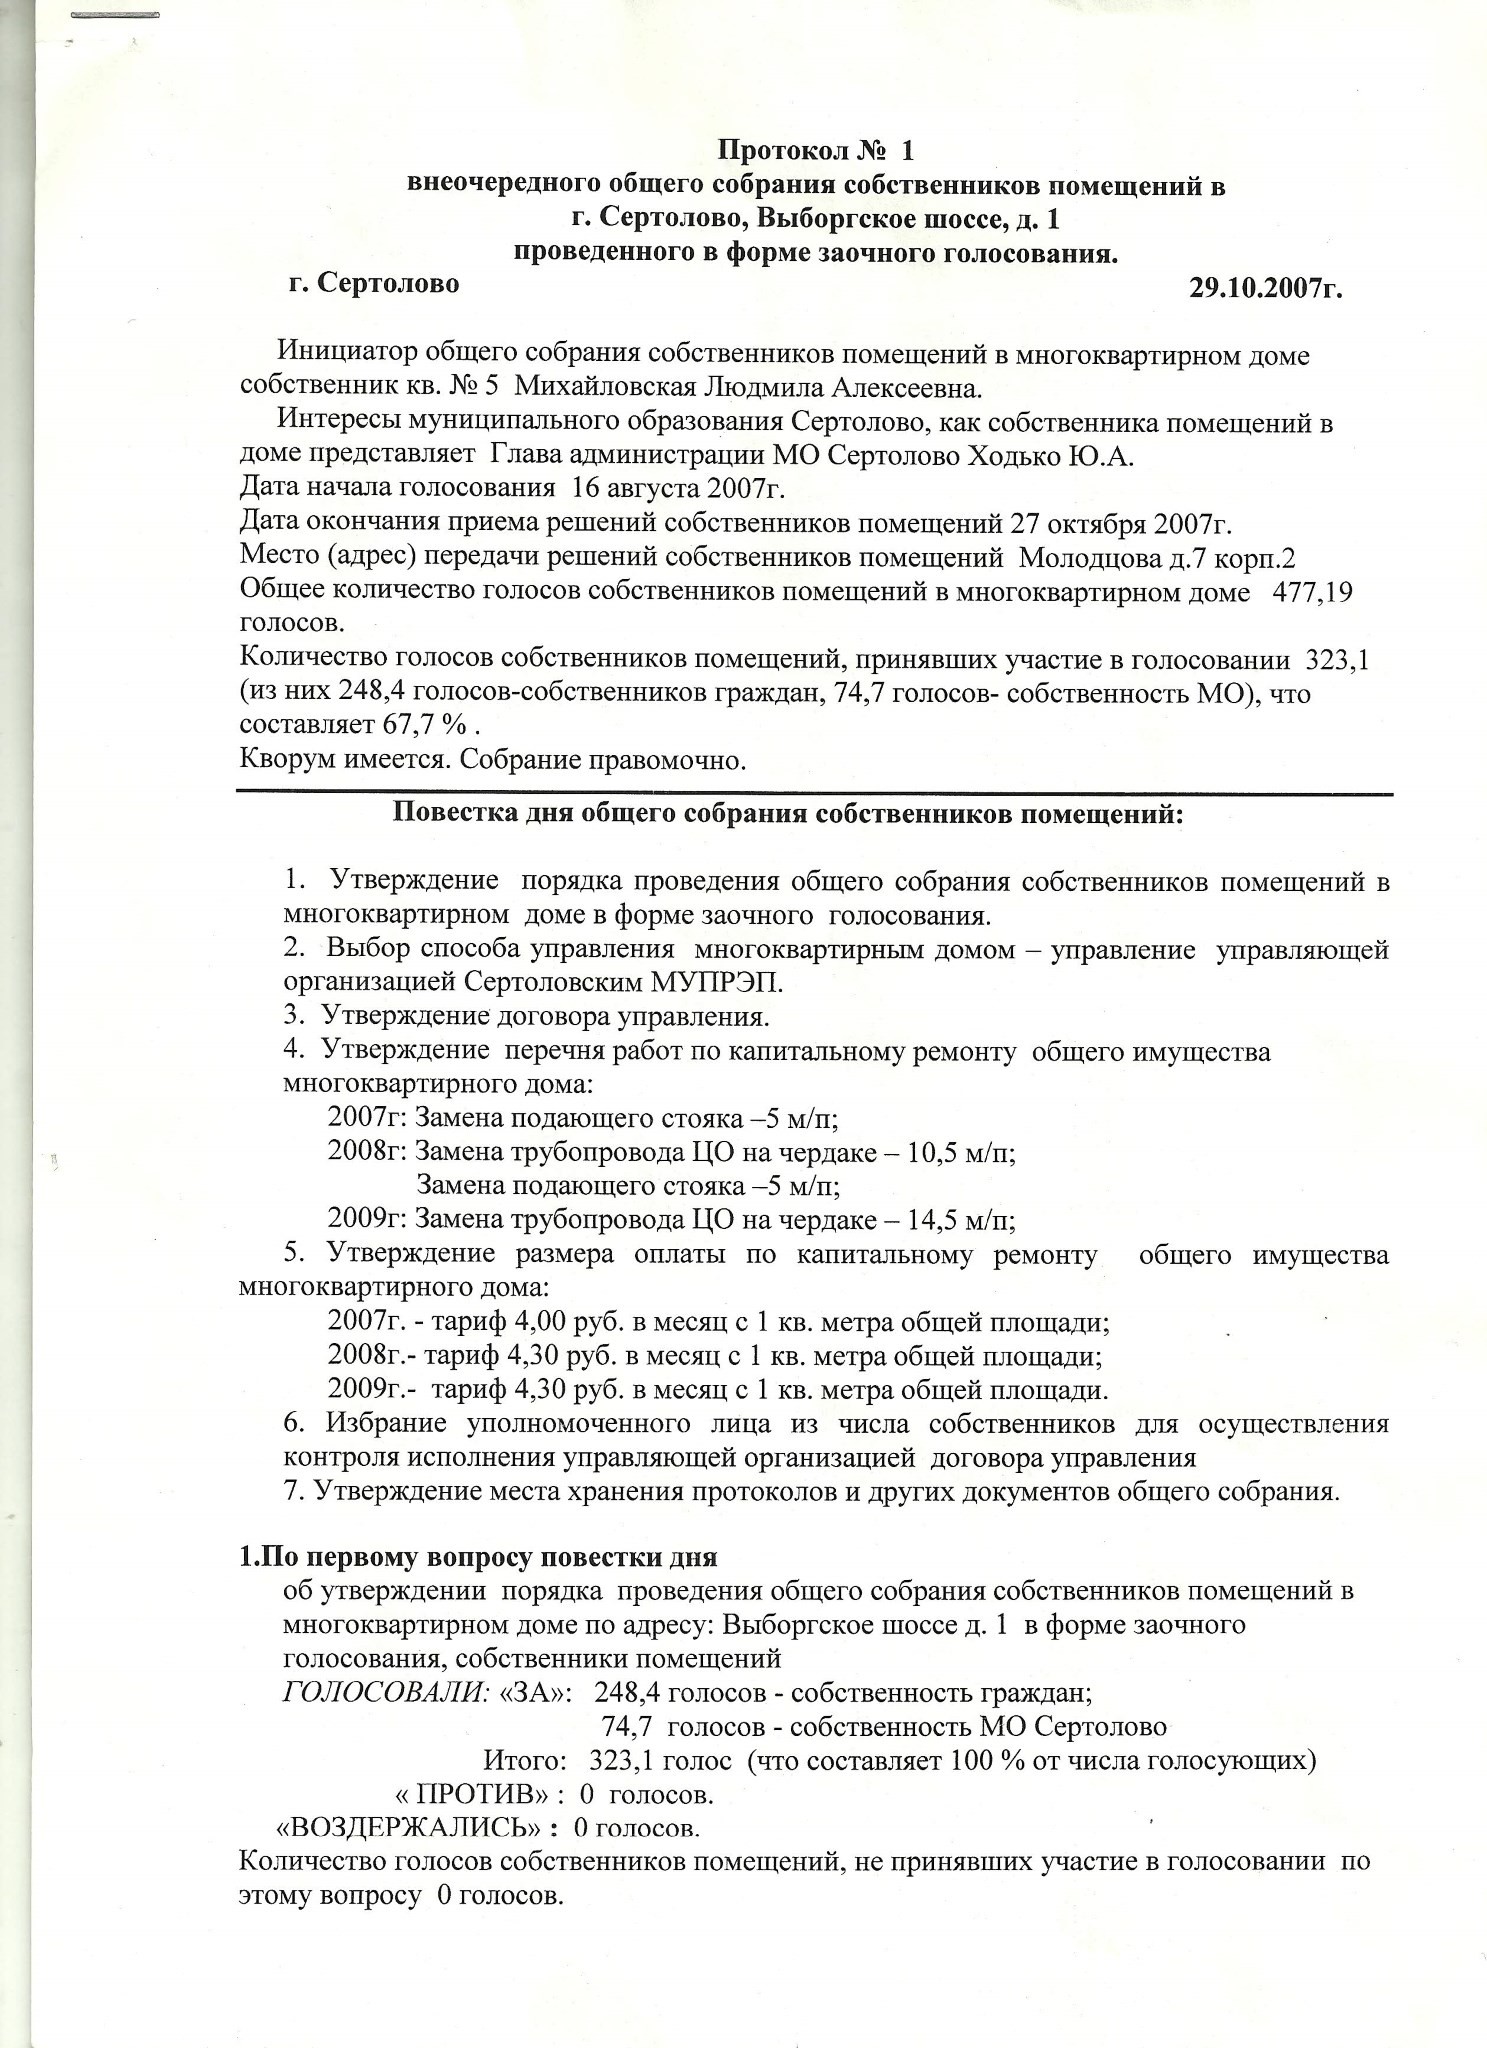 Протокол № 1
внеочередного общего собрания собственников помещений в
г. Сертолово, Выборгское шоссе, д. 1
проведенного в форме заочного голосования.
г. Сертолово 29.10.2007г.
Инициатор общего собрания собственников помещений в многоквартирном доме
собственник кв. № 5 Михайловская Людмила Алексеевна.
Интересы муниципального образования Сертолово, как собственника помещений в
доме представляет Глава администрации МО Сертолово Ходько Ю.А.
Дата начала голосования 16 августа 2007г.
Дата окончания приема решений собственников помещений 27 октября 2007г.
Место (адрес) передачи решений собственников помещений Молодцова д.7 корп.2
Общее количество голосов собственников помещений в многоквартирном доме 477,19
голосов.
Количество голосов собственников помещений, принявших участие в голосовании 323,1
(из них 248,4 голосов-собственников граждан, 74,7 голосов- собственность МО), что
составляет 67,7 % .
Кворум имеется. Собрание правомочно.
Повестка дня общего собрания собственников помещений:
1. Утверждение порядка проведения общего собрания собственников помещений в
многоквартирном доме в форме заочного голосования.
2. Выбор способа управления многоквартирным домом – управление управляющей
организацией Сертоловским МУПРЭП.
3. Утверждение договора управления.
4. Утверждение перечня работ по капитальному ремонту общего имущества
многоквартирного дома:
2007г: Замена подающего стояка –5 м/п;
2008г: Замена трубопровода ЦО на чердаке – 10,5 м/п;
Замена подающего стояка –5 м/п;
2009г: Замена трубопровода ЦО на чердаке – 14,5 м/п;
5. Утверждение размера оплаты по капитальному ремонту общего имущества
многоквартирного дома:
2007г. - тариф 4,00 руб. в месяц с 1 кв. метра общей площади;
2008г.- тариф 4,30 руб. в месяц с 1 кв. метра общей площади;
2009г.- тариф 4,30 руб. в месяц с 1 кв. метра общей площади.
6. Избрание уполномоченного лица из числа собственников для осуществления
контроля исполнения управляющей организацией договора управления
7. Утверждение места хранения протоколов и других документов общего собрания.
1.По первому вопросу повестки дня
об утверждении порядка проведения общего собрания собственников помещений в
многоквартирном доме по адресу: Выборгское шоссе д. 1 в форме заочного
голосования, собственники помещений
ГОЛОСОВАЛИ: «ЗА»: 248,4 голосов - собственность граждан;
74,7 голосов - собственность МО Сертолово
Итого: 323,1 голос (что составляет 100 % от числа голосующих)
« ПРОТИВ» : 0 голосов.
«ВОЗДЕРЖАЛИСЬ» : 0 голосов.
Количество голосов собственников помещений, не принявших участие в голосовании по
этому вопросу 0 голосов.